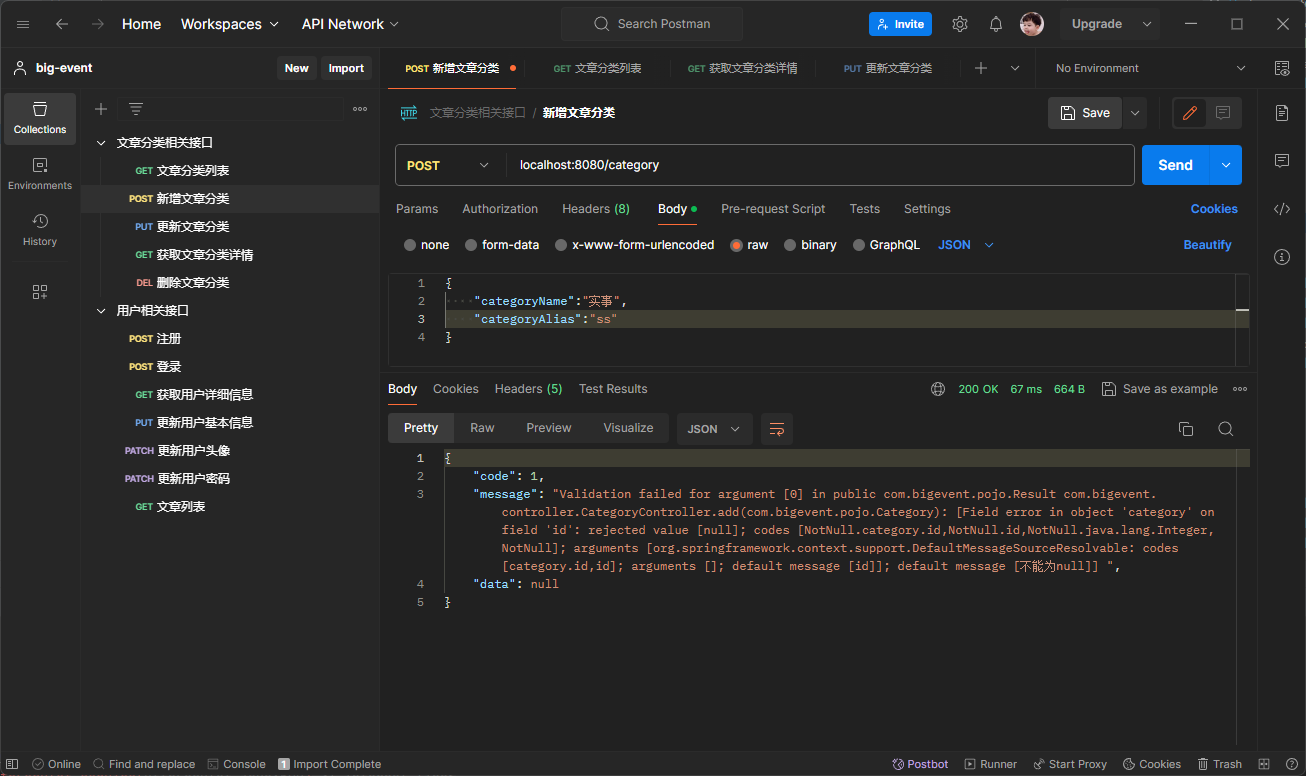 Home Workspaces API Network Search Postman Invite Upgrade
big-event New Import POST 新增文章分类 GET 文章分类列表 GET 获取文章分类详情 PUT 更新文章分类 No Environment
Collections
Environments
History
文章分类相关接口
GET 文章分类列表
POST 新增文章分类
PUT 更新文章分类
GET 获取文章分类详情
DEL 删除文章分类
用户相关接口
POST 注册
POST 登录
GET 获取用户详细信息
PUT 更新用户基本信息
PATCH 更新用户头像
PATCH 更新用户密码
GET 文章列表
HTTP 文章分类相关接口 / 新增文章分类 Save
POST localhost:8080/category Send
Params Authorization Headers (8) Body Pre-request Script Tests Settings Cookies
none form-data x-www-form-urlencoded raw binary GraphQL JSON Beautify
1 {
2 "categoryName":"实事",
3 "categoryAlias":"ss"
4 }
Body Cookies Headers (5) Test Results 200 OK 67 ms 664 B Save as example
Pretty Raw Preview Visualize JSON
1 {
2 "code": 1,
3 "message": "Validation failed for argument [0] in public com.bigevent.pojo.Result com.bigevent.
controller.CategoryController.add(com.bigevent.pojo.Category): [Field error in object 'category' on
field 'id': rejected value [null]; codes [NotNull.category.id,NotNull.id,NotNull.java.lang.Integer,
NotNull]; arguments [org.springframework.context.support.DefaultMessageSourceResolvable: codes
[category.id,id]; arguments []; default message [id]]; default message [不能为null]] ",
4 "data": null
5 }
Online Find and replace Console 1 Import Complete Postbot Runner Start Proxy Cookies Trash